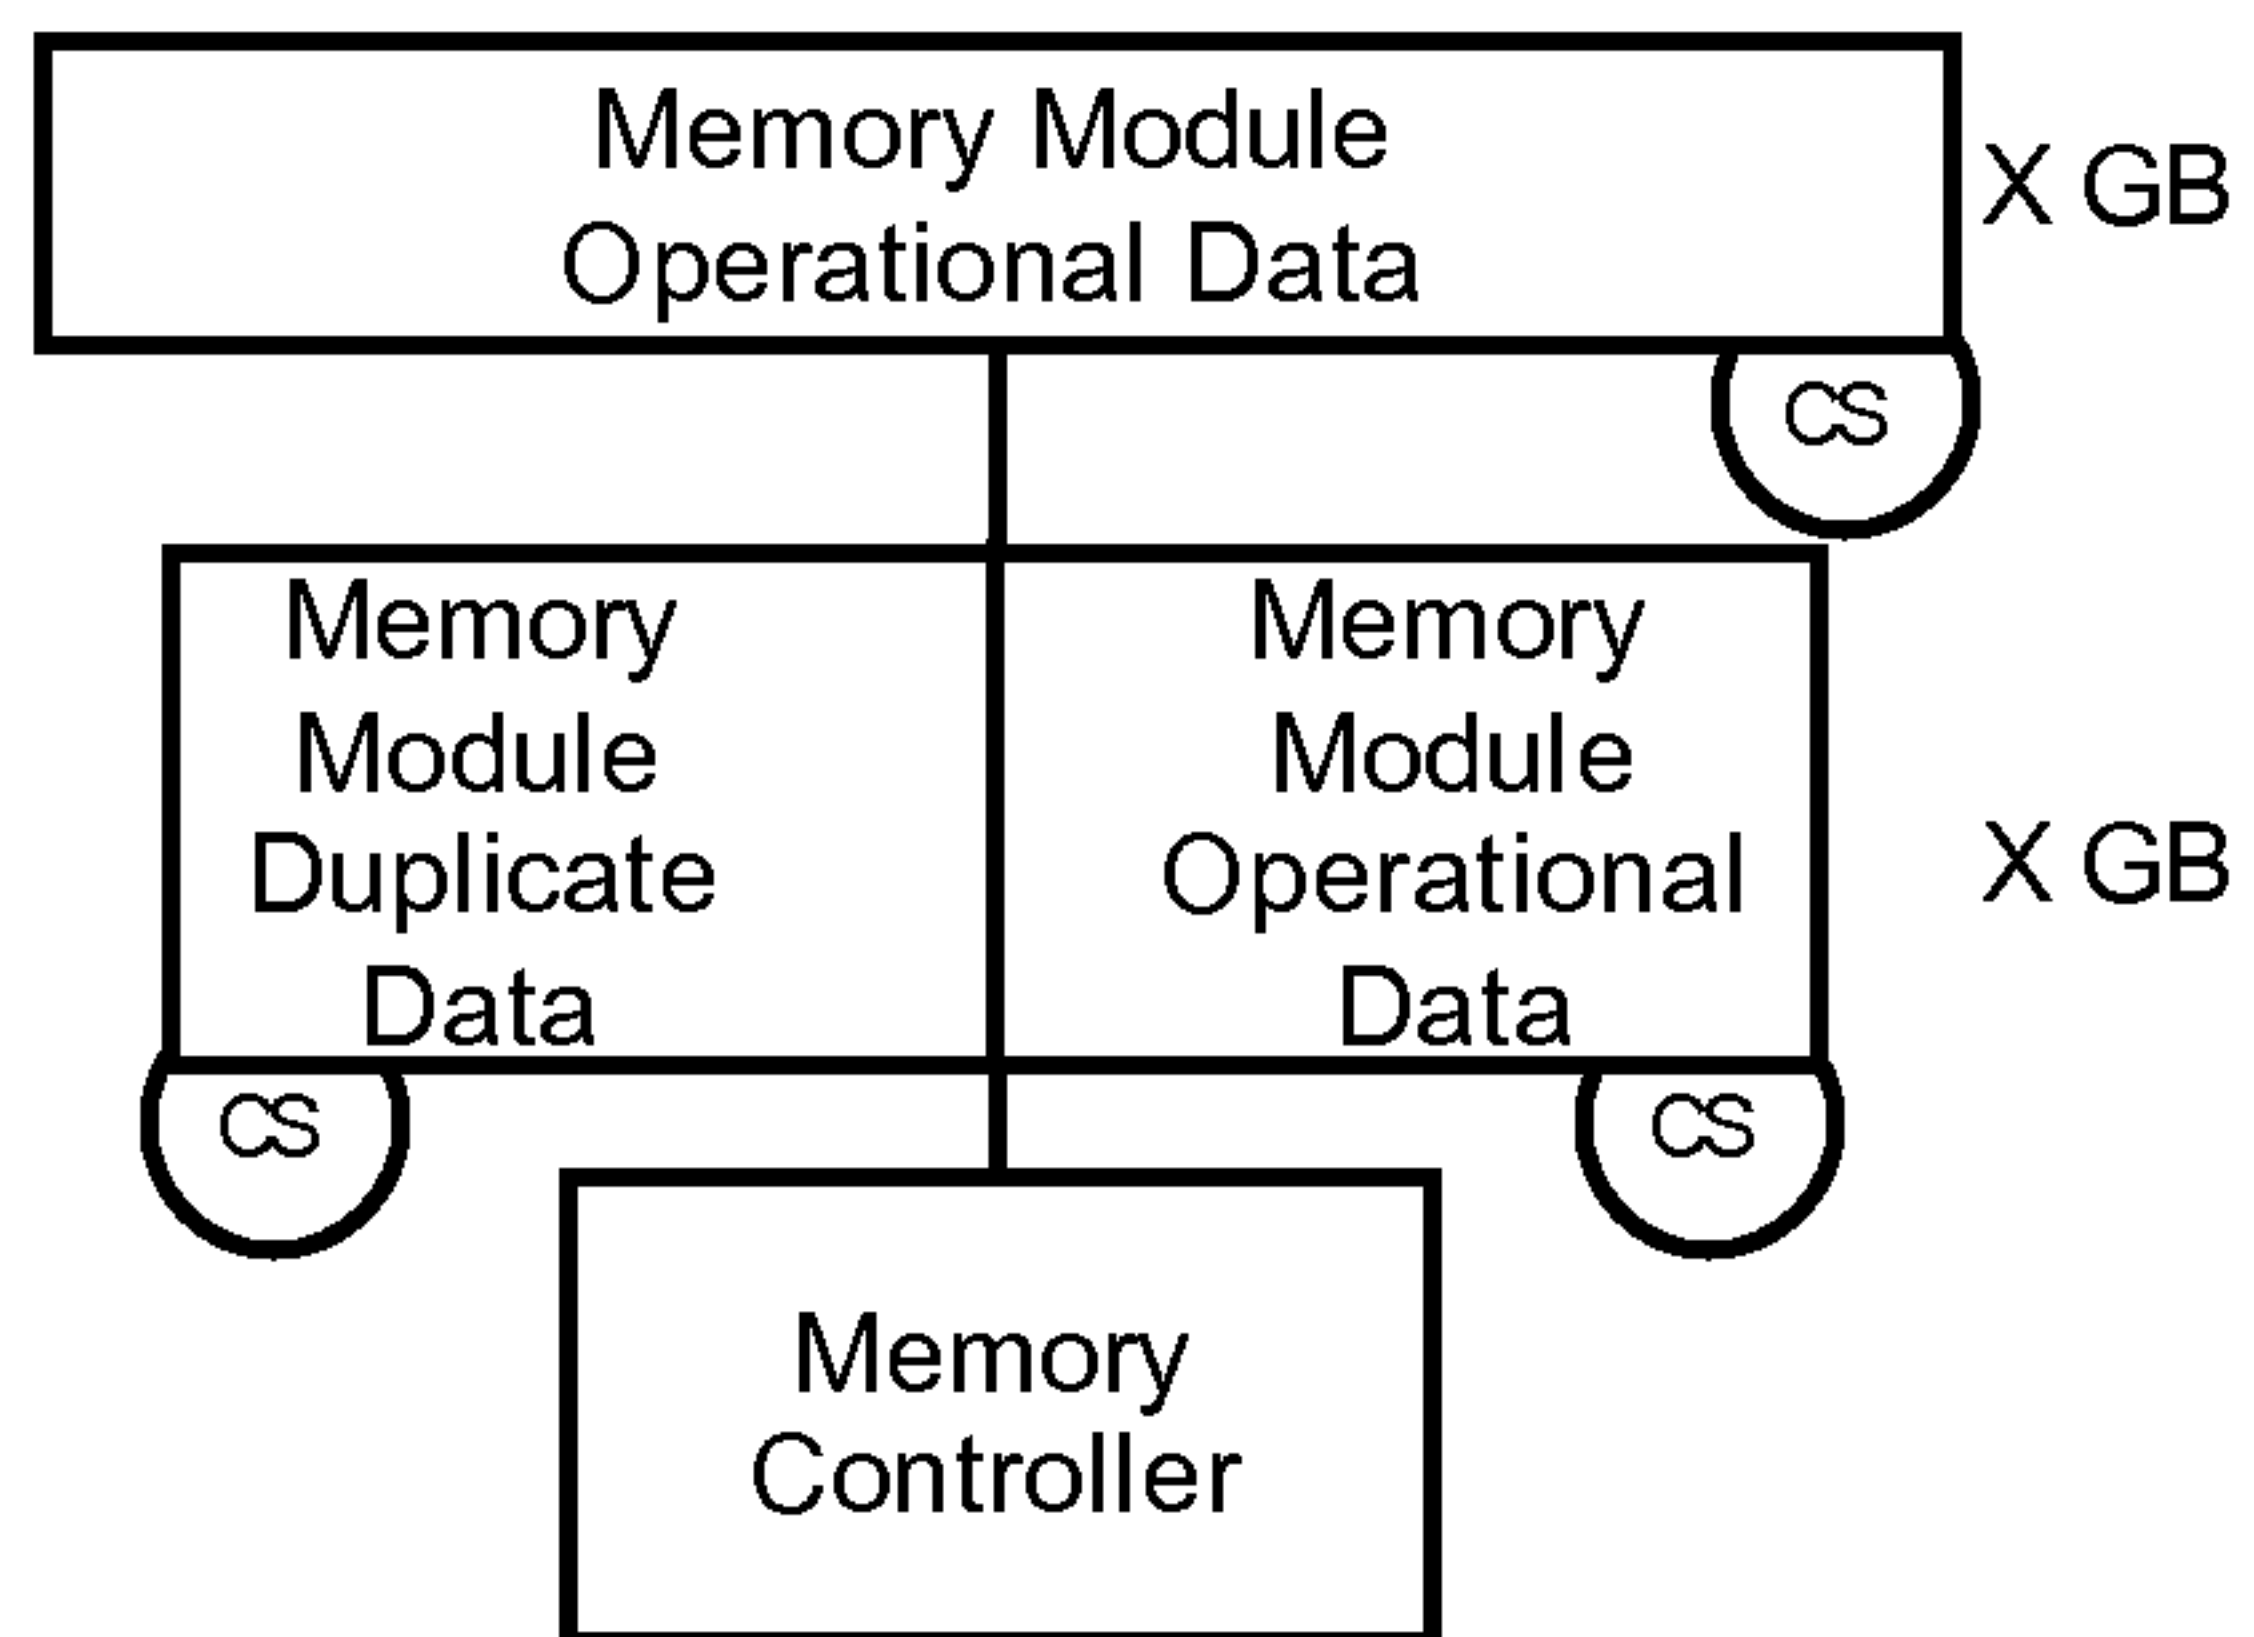 Memory Module
Operational Data
X GB
CS
Memory
Module
Duplicate
Data
Memory
Module
Operational
Data
X GB
CS
CS
Memory
Controller